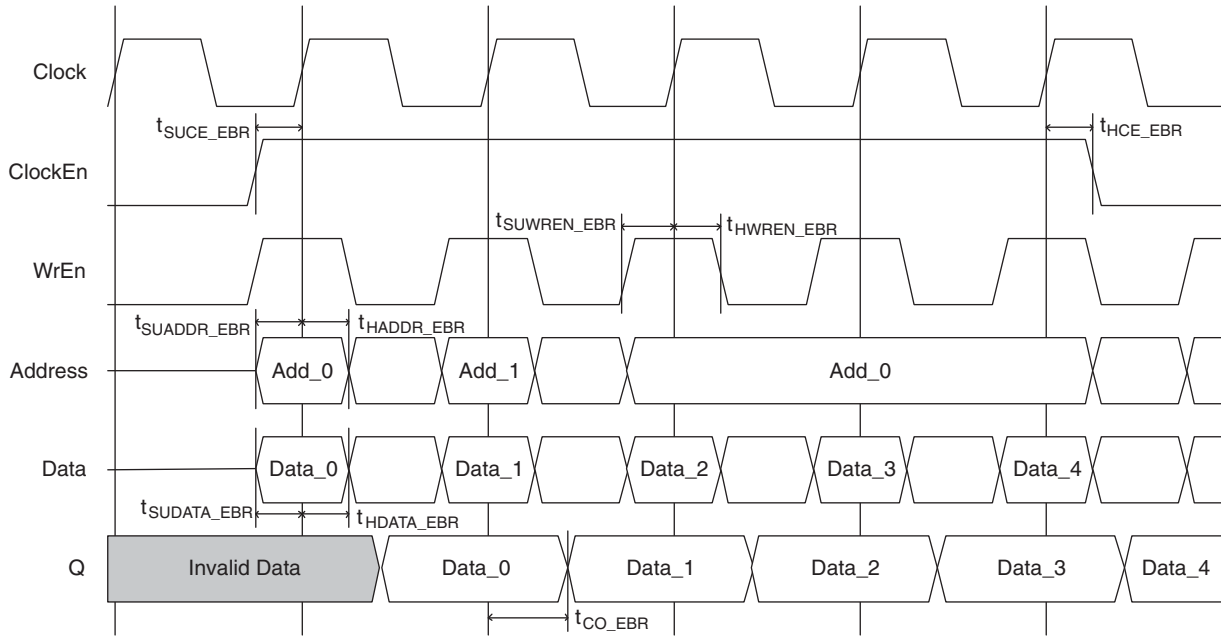 Clock
tSUCE_EBR
tHCE_EBR
ClockEn
tSUWREN_EBR
tHWREN_EBR
WrEn
tSUADDR_EBR
tHADDR_EBR
Address
Add_0
Add_1
Add_0
Data
Data_0
Data_1
Data_2
Data_3
Data_4
tSUDATA_EBR
tHDATA_EBR
Q
Invalid Data
Data_0
Data_1
Data_2
Data_3
Data_4
tCO_EBR